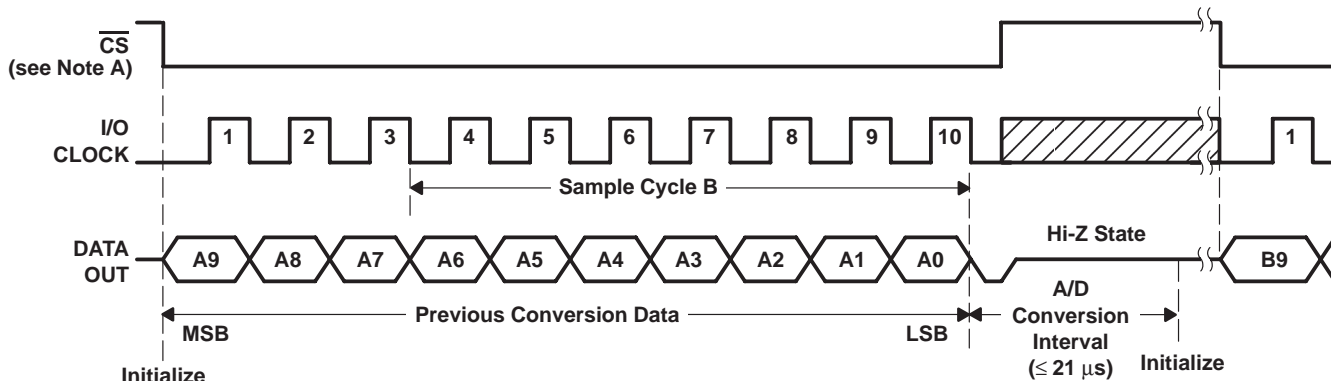 CS
(see Note A)
I/O
CLOCK
1 2 3 4 5 6 7 8 9 10 1
Sample Cycle B
DATA
OUT
A9 A8 A7 A6 A5 A4 A3 A2 A1 A0 B9
Hi-Z State
Previous Conversion Data
MSB
LSB
A/D
Conversion
Interval
(≤ 21 μs)
Initialize
Initialize